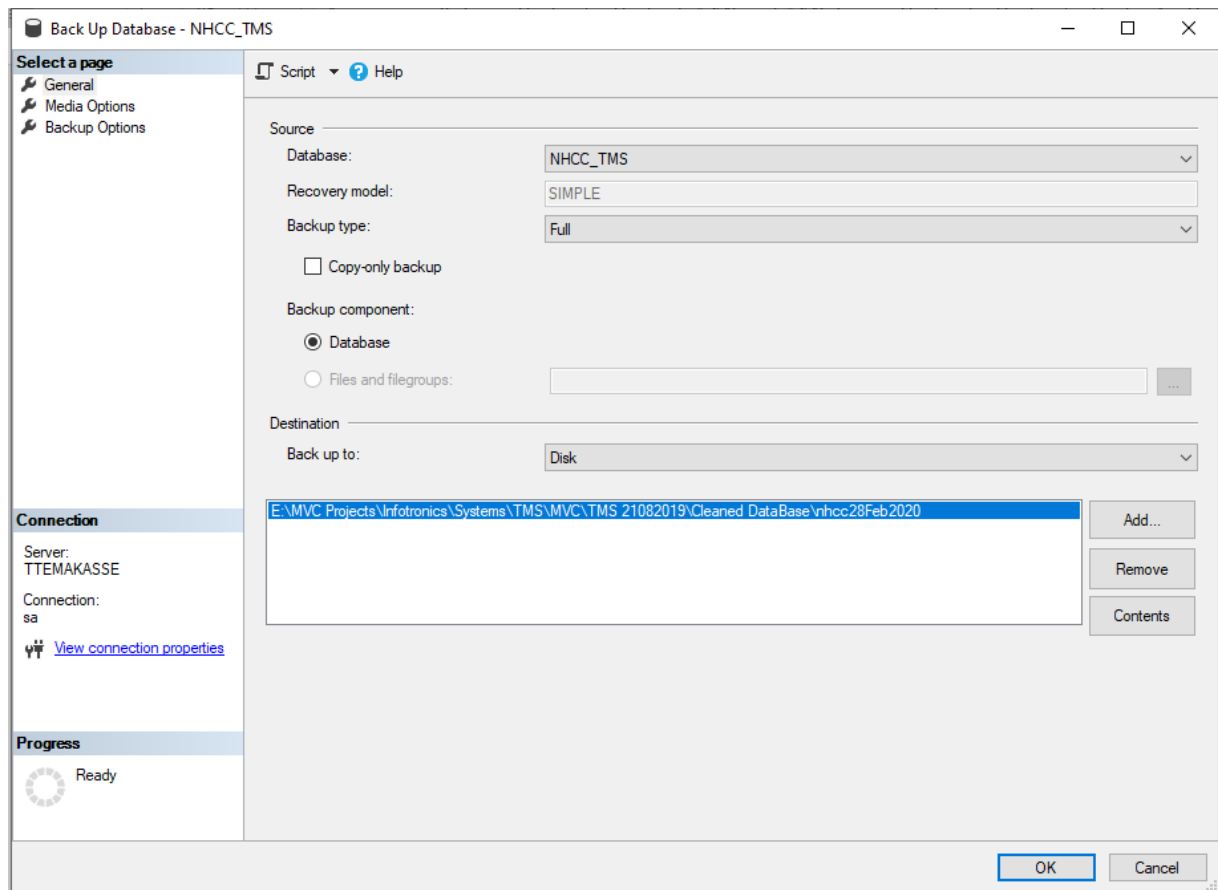 Back Up Database - NHCC_TMS
Select a page
General
Media Options
Backup Options
Script
Help
Source
Database:
NHCC_TMS
Recovery model:
SIMPLE
Backup type:
Full
Copy-only backup
Backup component:
Database
Files and filegroups:
...
Destination
Back up to:
Disk
E:\MVC Projects\Infotronics\Systems\TMS\MVC\TMS 21082019\Cleaned DataBase\nhcc28Feb2020
Add...
Remove
Contents
Connection
Server:
TTEMAKASSE
Connection:
sa
View connection properties
Progress
Ready
OK
Cancel